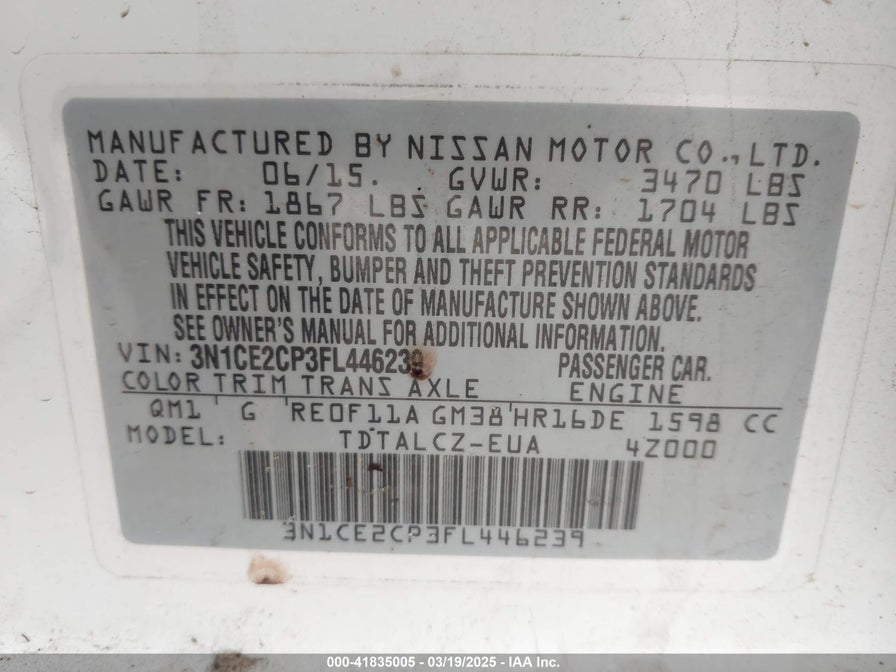 MANUFACTURED BY NISSAN MOTOR CO., LTD.
DATE: 06/15. GVWR: 3470 LBS
GAWR FR: 1867 LBS GAWR RR: 1704 LBS
THIS VEHICLE CONFORMS TO ALL APPLICABLE FEDERAL MOTOR
VEHICLE SAFETY, BUMPER AND THEFT PREVENTION STANDARDS
IN EFFECT ON THE DATE OF MANUFACTURE SHOWN ABOVE.
SEE OWNER'S MANUAL FOR ADDITIONAL INFORMATION.
VIN: 3N1CE2CP3FL446239 PASSENGER CAR.
COLOR TRIM TRANS AXLE ENGINE
QM1 G RE0F11A GM38 HR16DE 1598 CC
MODEL: TDTALCZ-EUA 4Z000
3N1CE2CP3FL446239
000-41835005 - 03/19/2025 - IAA Inc.